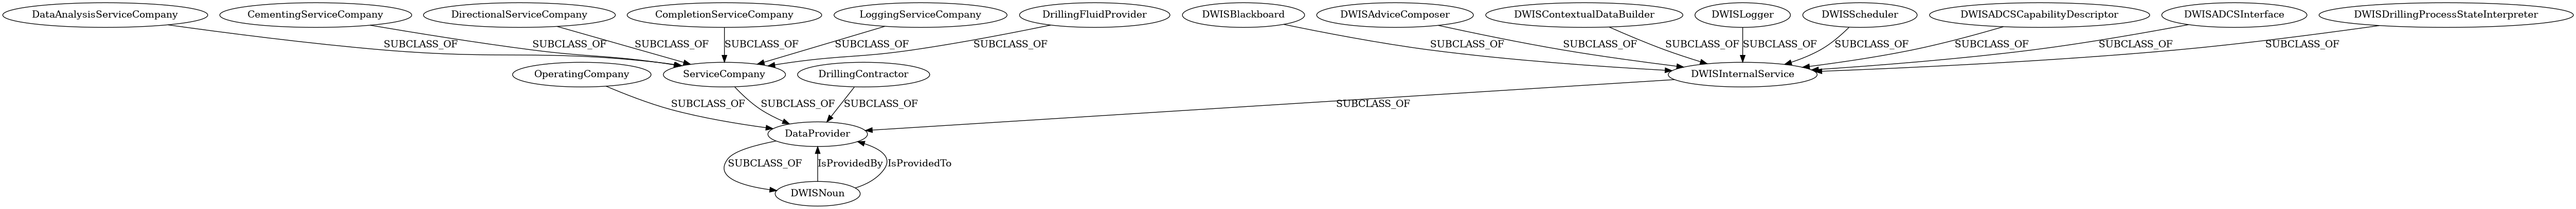 DataAnalysisServiceCompany
CementingServiceCompany
DirectionalServiceCompany
CompletionServiceCompany
LoggingServiceCompany
DrillingFluidProvider
DWISBlackboard
DWISAdviceComposer
DWISContextualDataBuilder
DWISLogger
DWISScheduler
DWISADCSCapabilityDescriptor
DWISADCSInterface
DWISDrillingProcessStateInterpreter
SUBCLASS_OF
SUBCLASS_OF
SUBCLASS_OF
SUBCLASS_OF
SUBCLASS_OF
SUBCLASS_OF
SUBCLASS_OF
SUBCLASS_OF
SUBCLASS_OF
SUBCLASS_OF
SUBCLASS_OF
SUBCLASS_OF
SUBCLASS_OF
SUBCLASS_OF
OperatingCompany
ServiceCompany
DrillingContractor
DWISInternalService
SUBCLASS_OF
SUBCLASS_OF
SUBCLASS_OF
SUBCLASS_OF
DataProvider
SUBCLASS_OF
IsProvidedBy
IsProvidedTo
DWISNoun